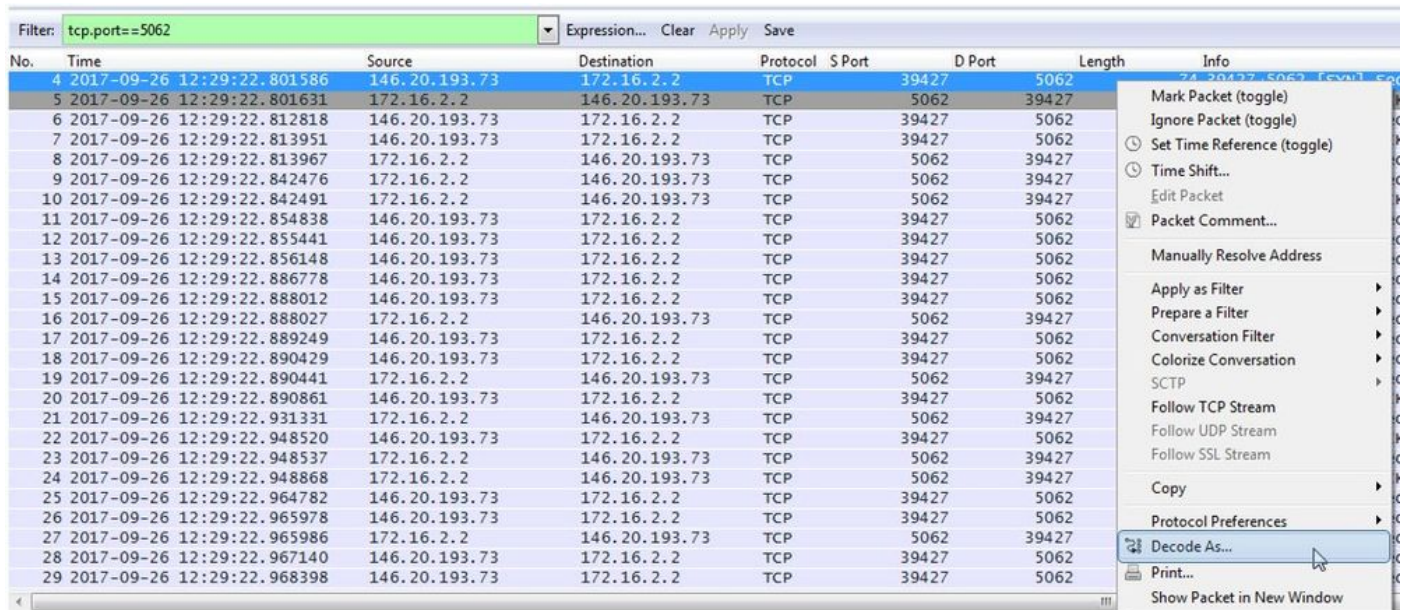 Filter: tcp.port==5062 Expression... Clear Apply Save
No. Time Source Destination Protocol S Port D Port Length Info
4 2017-09-26 12:29:22.801586 146.20.193.73 172.16.2.2 TCP 39427 5062 74 39427→5062 [SYN] Seq
5 2017-09-26 12:29:22.801631 172.16.2.2 146.20.193.73 TCP 5062 39427
Mark Packet (toggle)
6 2017-09-26 12:29:22.812818 146.20.193.73 172.16.2.2 TCP 39427 5062
Ignore Packet (toggle)
7 2017-09-26 12:29:22.813951 146.20.193.73 172.16.2.2 TCP 39427 5062
Set Time Reference (toggle)
8 2017-09-26 12:29:22.813967 172.16.2.2 146.20.193.73 TCP 5062 39427
Time Shift...
9 2017-09-26 12:29:22.842476 172.16.2.2 146.20.193.73 TCP 5062 39427
Edit Packet
10 2017-09-26 12:29:22.842491 172.16.2.2 146.20.193.73 TCP 5062 39427
Packet Comment...
11 2017-09-26 12:29:22.854838 146.20.193.73 172.16.2.2 TCP 39427 5062
12 2017-09-26 12:29:22.855441 146.20.193.73 172.16.2.2 TCP 39427 5062
Manually Resolve Address
13 2017-09-26 12:29:22.856148 146.20.193.73 172.16.2.2 TCP 39427 5062
14 2017-09-26 12:29:22.886778 146.20.193.73 172.16.2.2 TCP 39427 5062
Apply as Filter
15 2017-09-26 12:29:22.888012 146.20.193.73 172.16.2.2 TCP 39427 5062
Prepare a Filter
16 2017-09-26 12:29:22.888027 172.16.2.2 146.20.193.73 TCP 5062 39427
Conversation Filter
17 2017-09-26 12:29:22.889249 146.20.193.73 172.16.2.2 TCP 39427 5062
Colorize Conversation
18 2017-09-26 12:29:22.890429 146.20.193.73 172.16.2.2 TCP 39427 5062
SCTP
19 2017-09-26 12:29:22.890441 172.16.2.2 146.20.193.73 TCP 5062 39427
Follow TCP Stream
20 2017-09-26 12:29:22.890861 146.20.193.73 172.16.2.2 TCP 39427 5062
Follow UDP Stream
21 2017-09-26 12:29:22.931331 172.16.2.2 146.20.193.73 TCP 5062 39427
Follow SSL Stream
22 2017-09-26 12:29:22.948520 146.20.193.73 172.16.2.2 TCP 39427 5062
23 2017-09-26 12:29:22.948537 172.16.2.2 146.20.193.73 TCP 5062 39427
Copy
24 2017-09-26 12:29:22.948868 172.16.2.2 146.20.193.73 TCP 5062 39427
25 2017-09-26 12:29:22.964782 146.20.193.73 172.16.2.2 TCP 39427 5062
Protocol Preferences
26 2017-09-26 12:29:22.965978 146.20.193.73 172.16.2.2 TCP 39427 5062
Decode As...
27 2017-09-26 12:29:22.965986 172.16.2.2 146.20.193.73 TCP 5062 39427
28 2017-09-26 12:29:22.967140 146.20.193.73 172.16.2.2 TCP 39427 5062
Print...
29 2017-09-26 12:29:22.968398 146.20.193.73 172.16.2.2 TCP 39427 5062
Show Packet in New Window